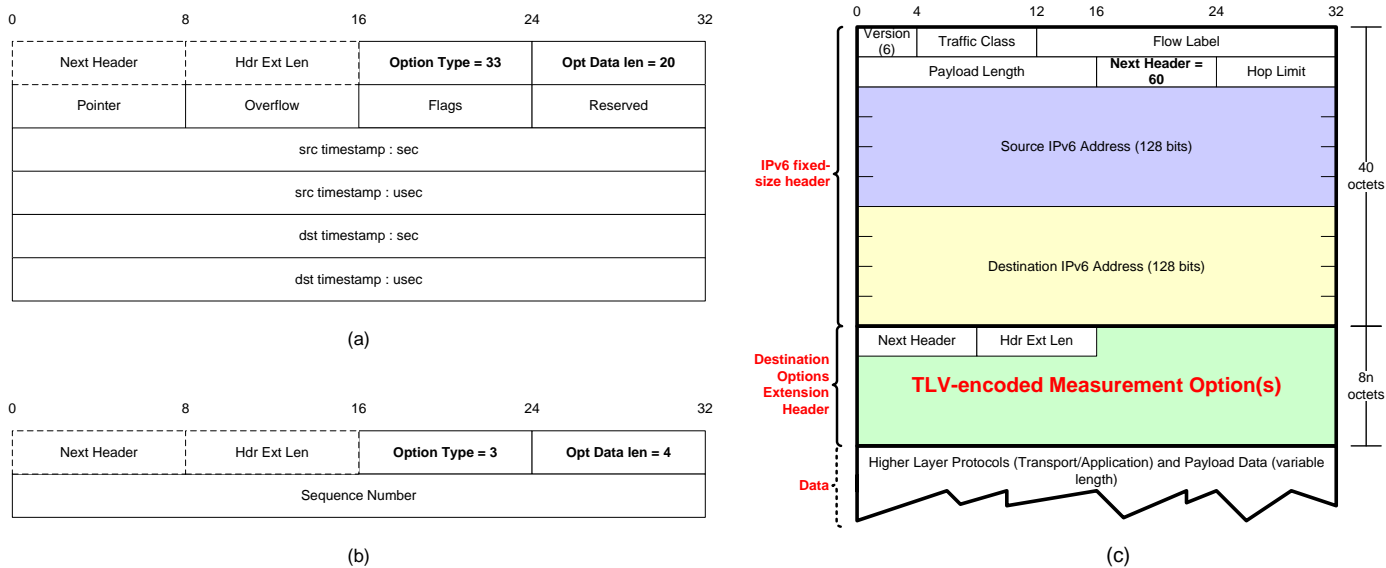 0 8 16 24 32
Next Header Hdr Ext Len Option Type = 33 Opt Data len = 20
Pointer Overflow Flags Reserved
src timestamp : sec
src timestamp : usec
dst timestamp : sec
dst timestamp : usec
(a)
0 8 16 24 32
Next Header Hdr Ext Len Option Type = 3 Opt Data len = 4
Sequence Number
(b)
0 4 12 16 24 32
Version
(6)
Traffic Class
Flow Label
Payload Length
Next Header =
60
Hop Limit
Source IPv6 Address (128 bits)
IPv6 fixed-
size header
40
octets
Destination IPv6 Address (128 bits)
Next Header Hdr Ext Len
Destination
Options
Extension
Header
TLV-encoded Measurement Option(s)
8n
octets
Higher Layer Protocols (Transport/Application) and Payload Data (variable
length)
Data
(c)